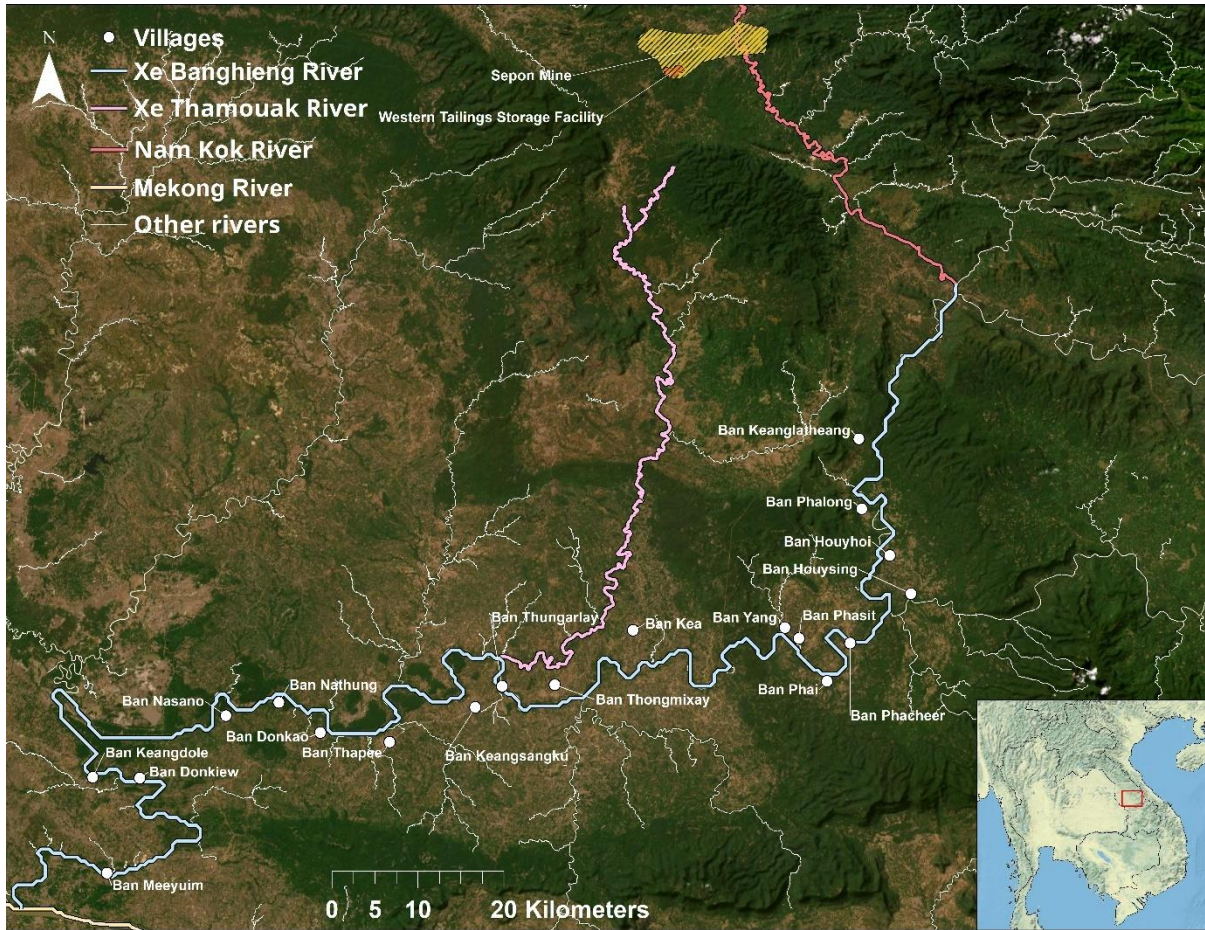 N
Villages
Xe Banghieng River
Xe Thamouak River
Nam Kok River
Mekong River
Other rivers
Sepon Mine
Western Tailings Storage Facility
Ban Keanglatheang
Ban Phalong
Ban Houyhoi
Ban Houysing
Ban Thungarlay
Ban Kea
Ban Yang
Ban Phasit
Ban Phai
Ban Phacheer
Ban Thongmixay
Ban Nathung
Ban Nasano
Ban Donkao
Ban Thapee
Ban Keangsangku
Ban Keangdole
Ban Donkiew
Ban Meeyuim
0 5 10 20 Kilometers